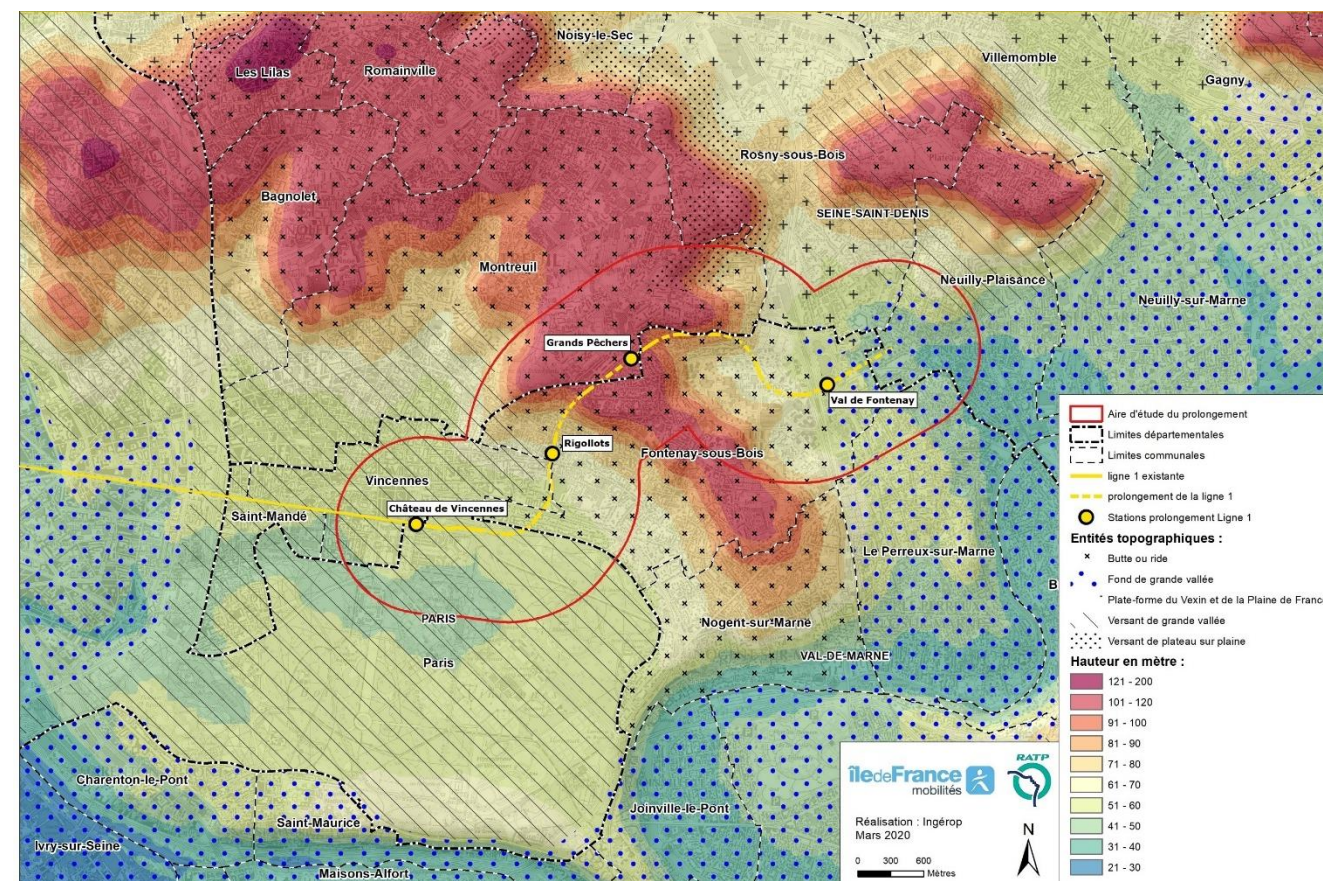 Noisy-le-Sec
Villemomble
Les Lilas
Romainville
Gagny
Rosny-sous-Bois
Bagnolet
SEINE-SAINT-DENIS
Montreuil
Neuilly-Plaisance
Neuilly-sur-Marne
Grands Pêchers
Val de Fontenay
Rigollots
Fontenay-sous-Bois
Vincennes
Château de Vincennes
Saint-Mandé
Le Perreux-sur-Marne
B
PARIS
Nogent-sur-Marne
Paris
VAL-DE-MARNE
Charenton-le-Pont
Joinville-le-Pont
Saint-Maurice
Ivry-sur-Seine
Maisons-Alfort
Aire d'étude du prolongement
Limites départementales
Limites communales
ligne 1 existante
prolongement de la ligne 1
Stations prolongement Ligne 1
Entités topographiques :
Butte ou ride
Fond de grande vallée
Plate-forme du Vexin et de la Plaine de France
Versant de grande vallée
Versant de plateau sur plaine
Hauteur en mètre :
121 - 200
101 - 120
91 - 100
81 - 90
71 - 80
61 - 70
51 - 60
41 - 50
31 - 40
21 - 30
îledeFrance
mobilités
RATP
Réalisation : Ingérop
Mars 2020
N
0 300 600
Mètres